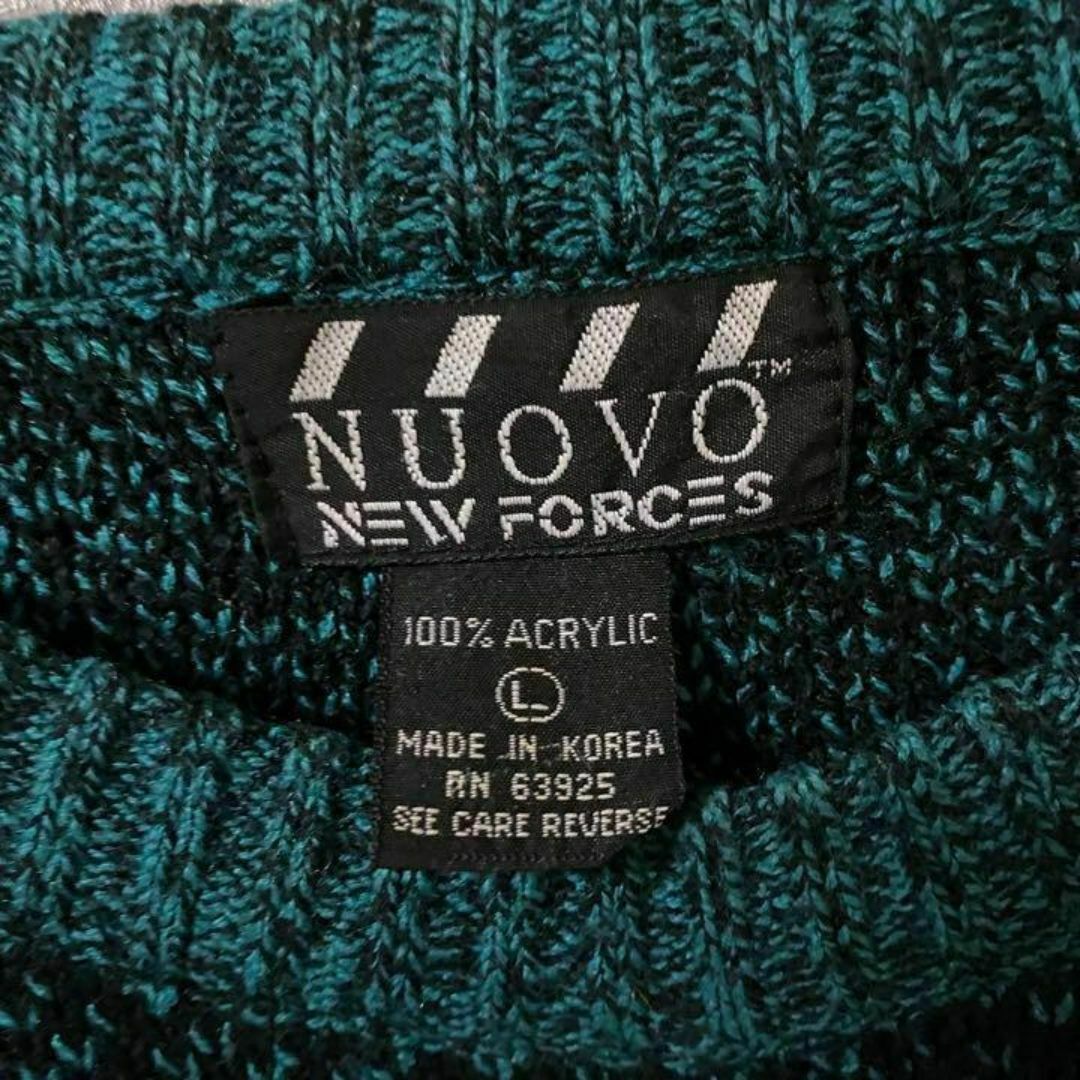 NUOVO™
NEW FORCES
100% ACRYLIC
L
MADE IN KOREA
RN 63925
SEE CARE REVERSE